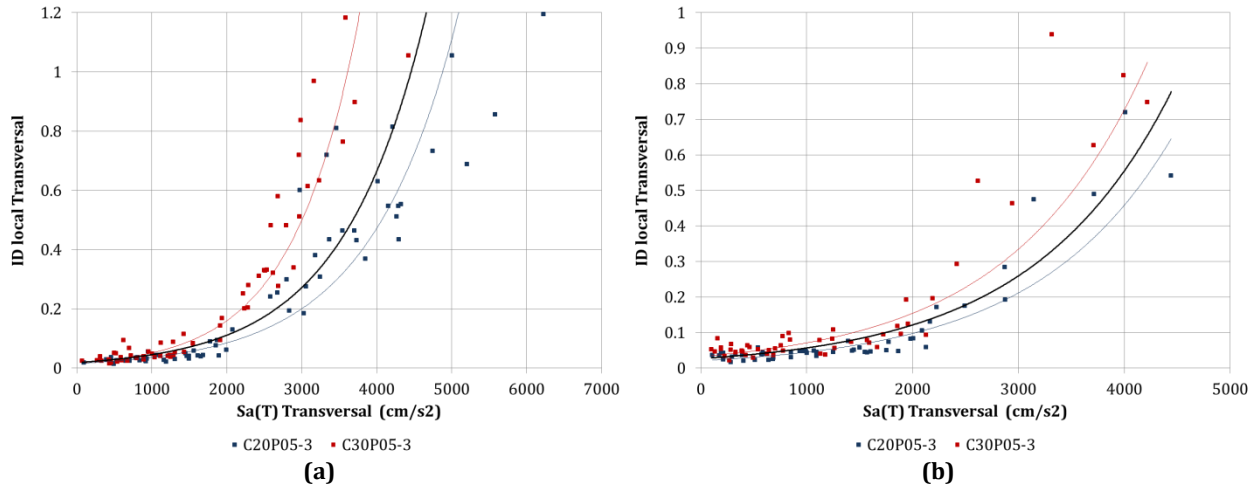 1.2
1
0.8
0.6
0.4
0.2
0
ID local Transversal
0 1000 2000 3000 4000 5000 6000 7000
Sa(T) Transversal (cm/s2)
C20P05-3 C30P05-3
(a)
1
0.9
0.8
0.7
0.6
0.5
0.4
0.3
0.2
0.1
0
ID local Transversal
0 1000 2000 3000 4000 5000
Sa(T) Transversal (cm/s2)
C20P05-3 C30P05-3
(b)